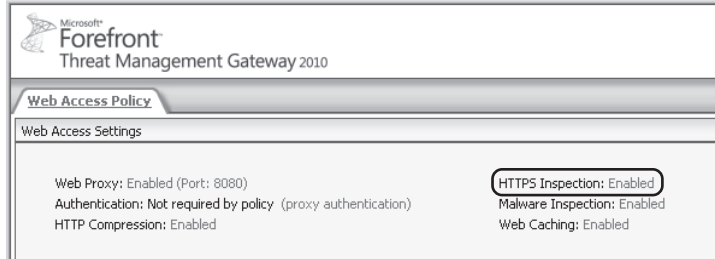 Microsoft®
Forefront™
Threat Management Gateway 2010
Web Access Policy
Web Access Settings
Web Proxy: Enabled (Port: 8080)
Authentication: Not required by policy (proxy authentication)
HTTP Compression: Enabled
HTTPS Inspection: Enabled
Malware Inspection: Enabled
Web Caching: Enabled